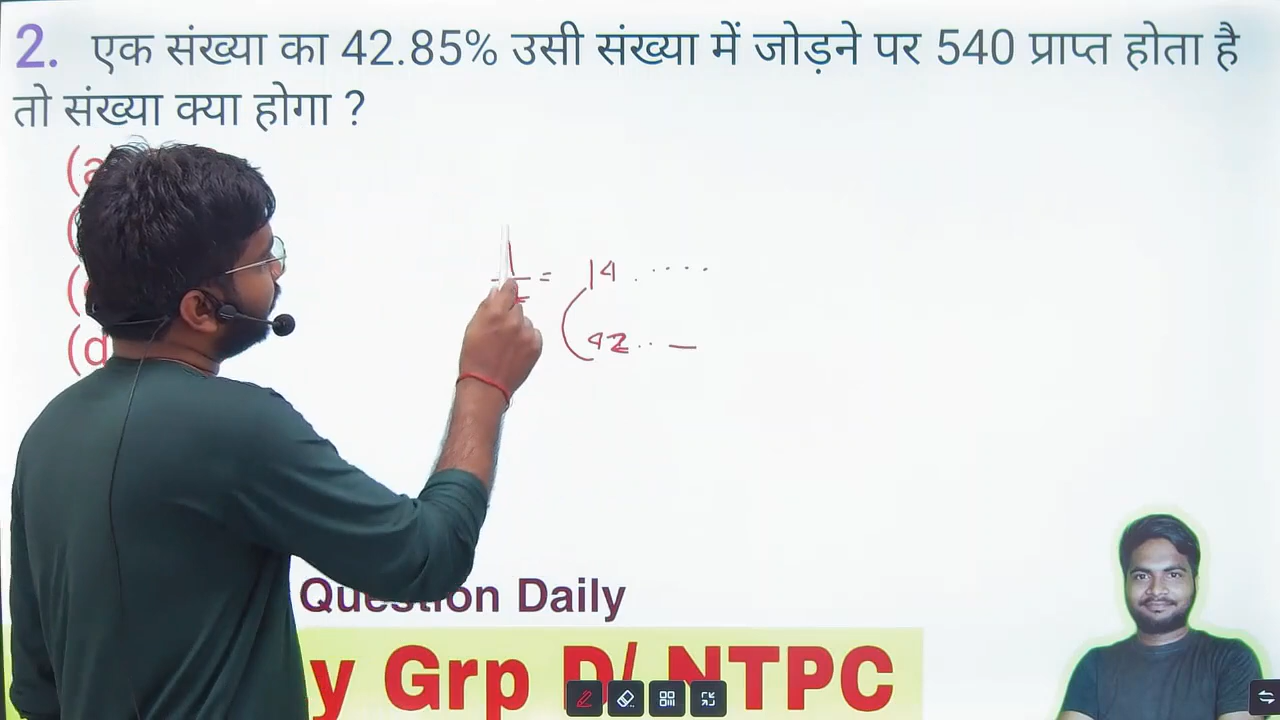 2. एक संख्या का 42.85% उसी संख्या में जोड़ने पर 540 प्राप्त होता है
तो संख्या क्या होगा ?
(a
(
(
(d
= 14 . . . . .
42 . . —
Question Daily
y Grp D/ NTPC